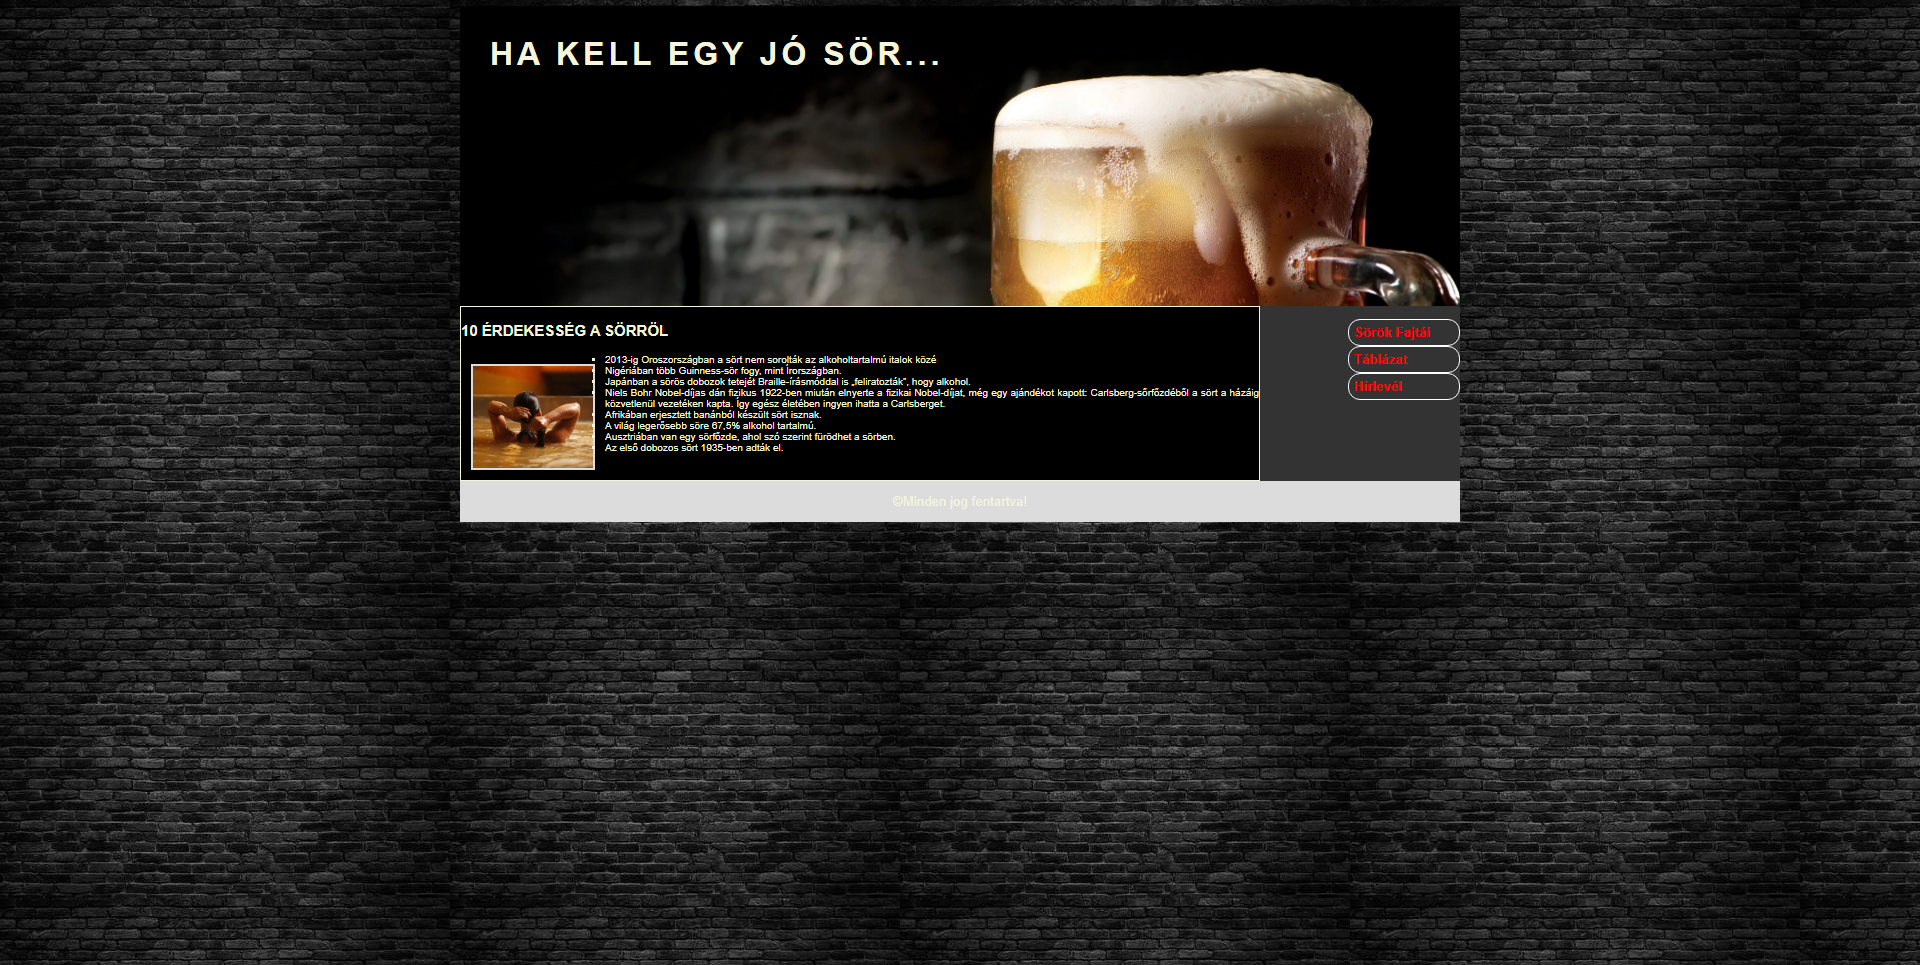 HA KELL EGY JÓ SÖR...
10 ÉRDEKESSÉG A SÖRRÖL
2013-ig Oroszországban a sört nem sorolták az alkoholtartalmú italok közé
Nigériában több Guinness-sör fogy, mint Írországban.
Japánban a sörös dobozok tetejét Braille-írásmóddal is „feliratozták”, hogy alkohol.
Niels Bohr Nobel-díjas dán fizikus 1922-ben miután elnyerte a fizikai Nobel-díjat, még egy ajándékot kapott: Carlsberg-sőrfőzdéből a sört a házáig
közvetlenül vezetéken kapta. Így egész életében ingyen ihatta a Carlsberget.
Afrikában erjesztett banánból készült sört isznak.
A világ legerősebb söre 67,5% alkohol tartalmú.
Ausztriában van egy sörfőzde, ahol szó szerint fürödhet a sörben.
Az első dobozos sört 1935-ben adták el.
Sörök Fajtái
Táblázat
Hírlevél
©Minden jog fentartva!